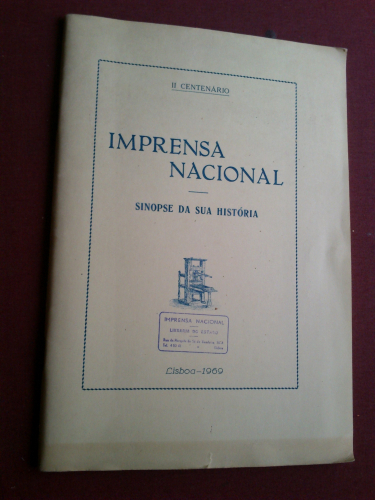 II CENTENÁRIO
IMPRENSA
NACIONAL
SINOPSE DA SUA HISTÓRIA
IMPRENSA NACIONAL
Lisboa-1969